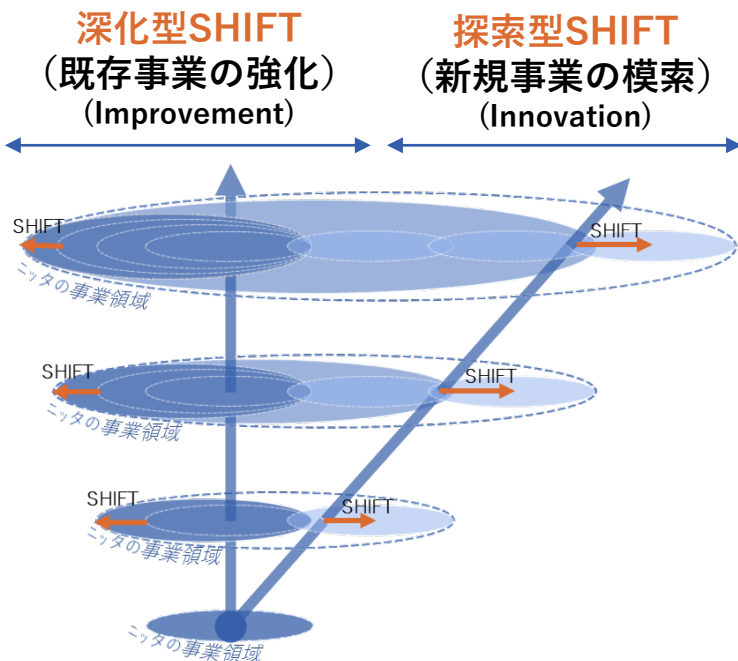 深化型SHIFT
（既存事業の強化）
(Improvement)
探索型SHIFT
（新規事業の模索）
(Innovation)
SHIFT
SHIFT
ニッタの事業領域
SHIFT
SHIFT
ニッタの事業領域
SHIFT
SHIFT
ニッタの事業領域
ニッタの事業領域